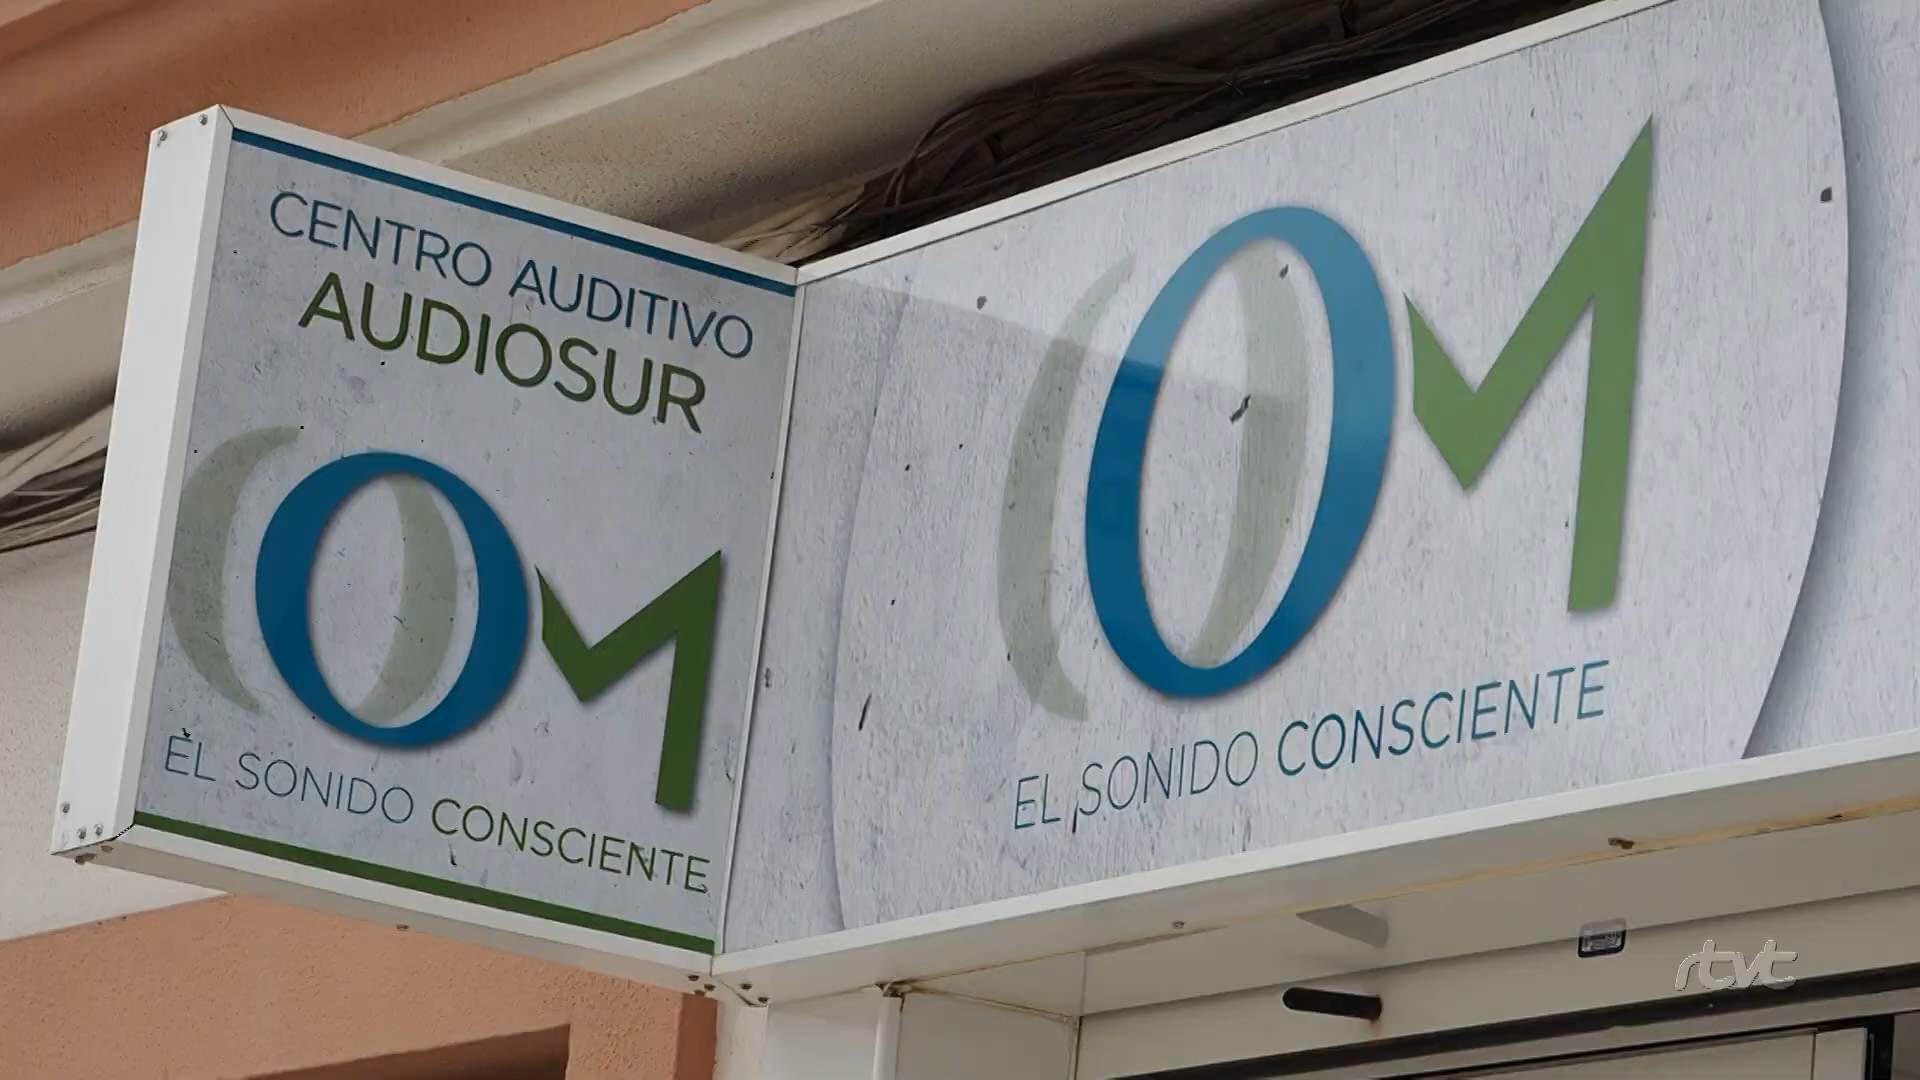 CENTRO AUDITIVO
AUDIOSUR
OM
EL SONIDO CONSCIENTE
OM
EL SONIDO CONSCIENTE
rtvt